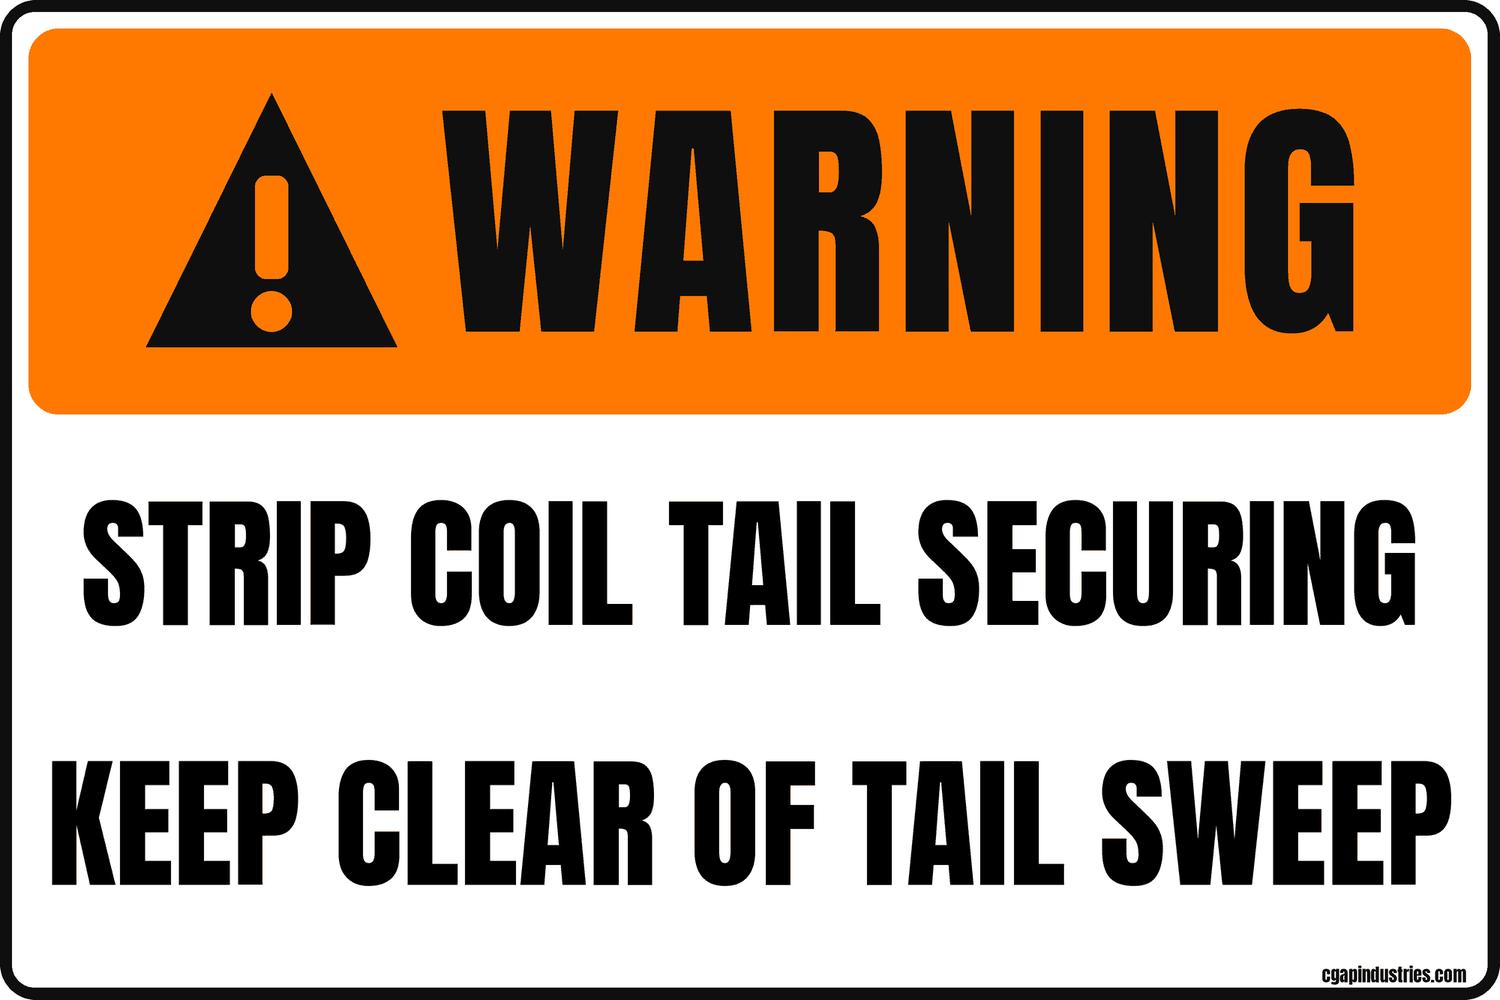 WARNING
STRIP COIL TAIL SECURING
KEEP CLEAR OF TAIL SWEEP
cgapindustries.com